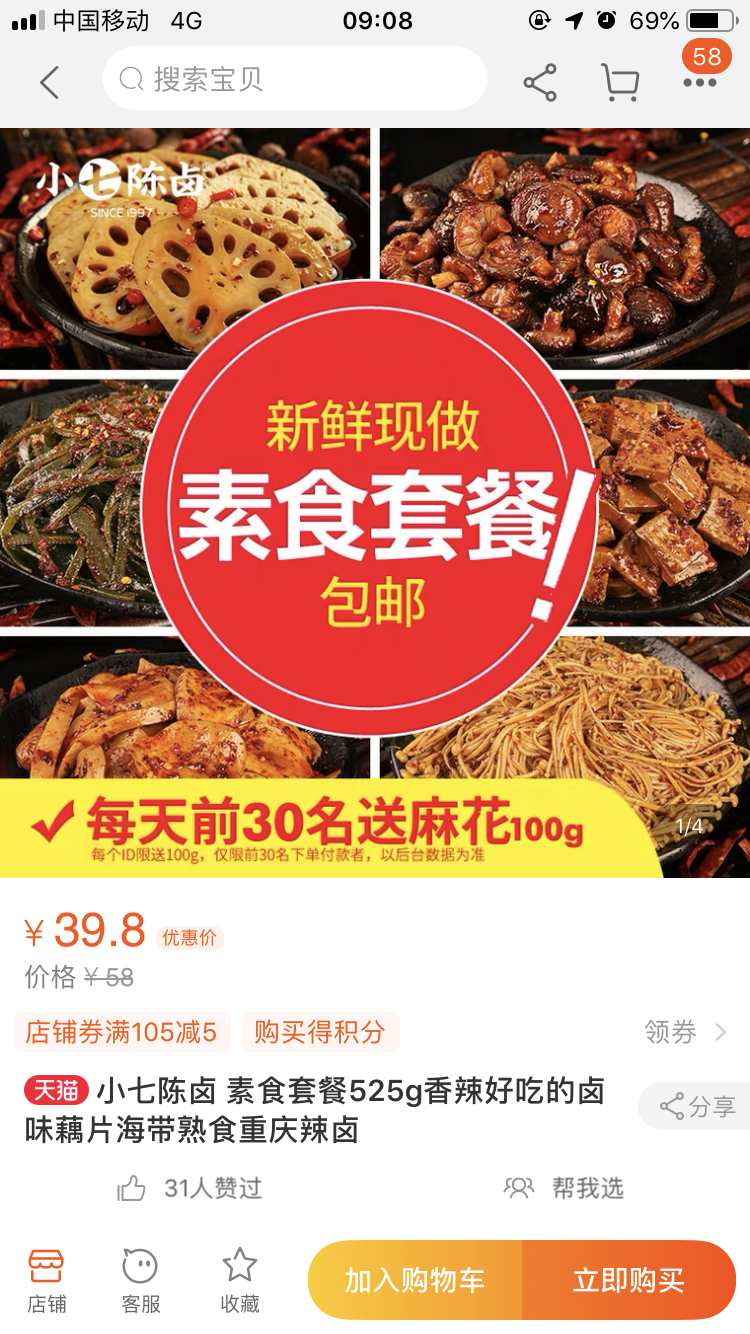 中国移动 4G 09:08 69%
搜索宝贝
58
小七陈卤
SINCE 1997
新鲜现做
素食套餐!
包邮
每天前30名送麻花100g
每个ID限送100g，仅限前30名下单付款者，以后台数据为准
1/4
¥39.8 优惠价
价格 ¥58
店铺券满105减5 购买得积分 领券
天猫 小七陈卤 素食套餐525g香辣好吃的卤
味藕片海带熟食重庆辣卤
分享
31人赞过 帮我选
店铺 客服 收藏 加入购物车 立即购买